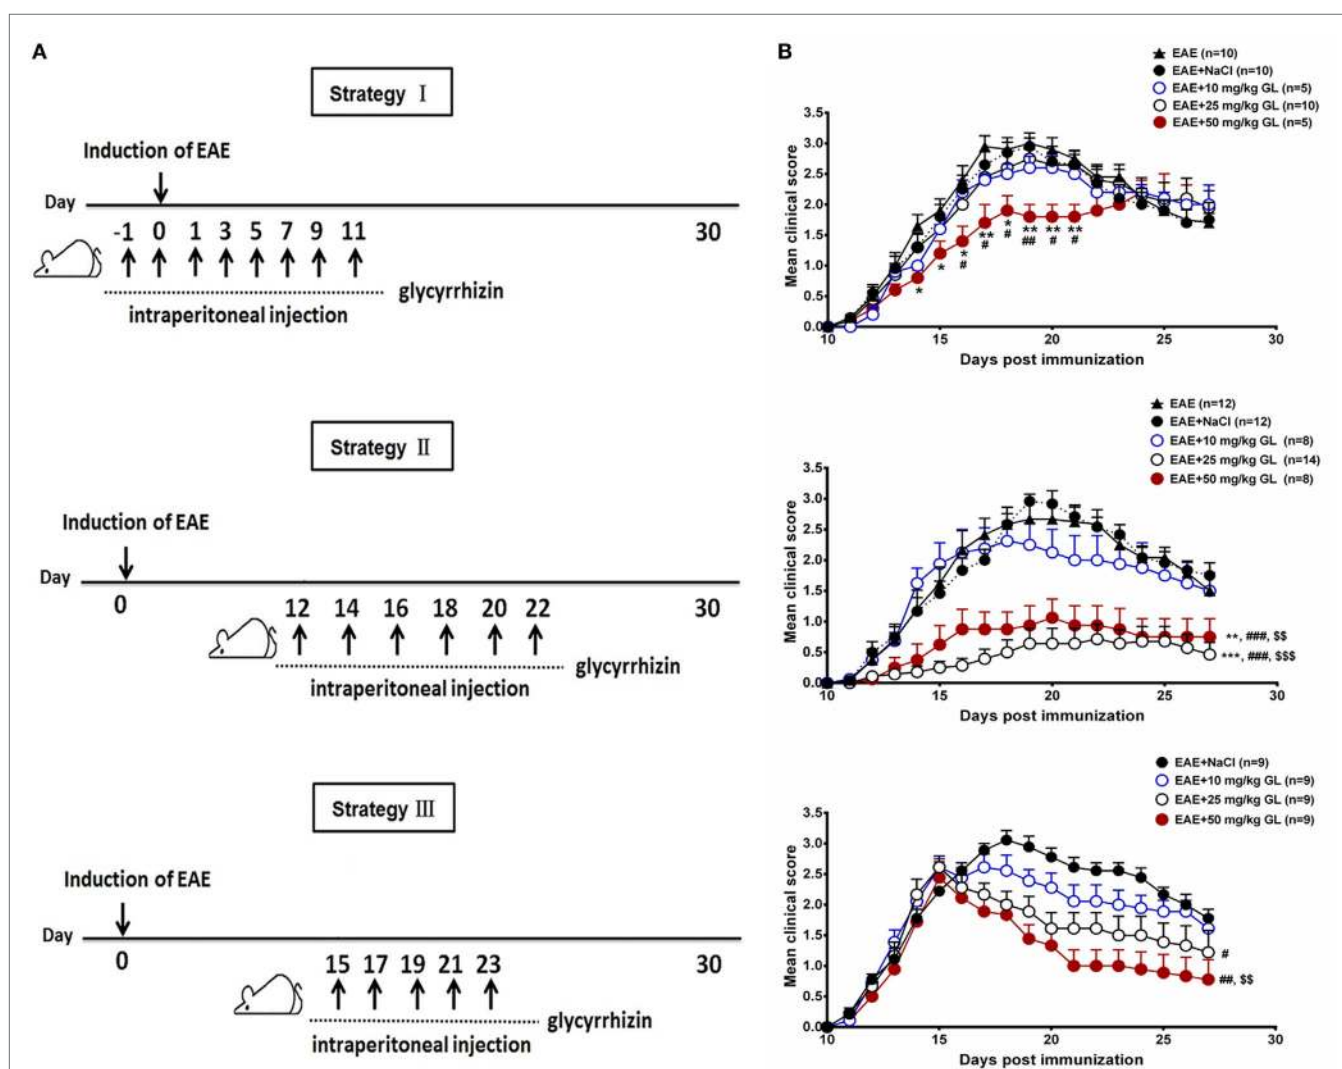 A
Strategy Ⅰ
Induction of EAE
Day
30
-1 0 1 3 5 7 9 11
glycyrrhizin
intraperitoneal injection
Strategy Ⅱ
Induction of EAE
Day
0
30
12 14 16 18 20 22
glycyrrhizin
intraperitoneal injection
Strategy Ⅲ
Induction of EAE
Day
0
30
15 17 19 21 23
glycyrrhizin
intraperitoneal injection
B
EAE (n=10)
EAE+NaCl (n=10)
EAE+10 mg/kg GL (n=5)
EAE+25 mg/kg GL (n=10)
EAE+50 mg/kg GL (n=5)
Mean clinical score
3.5
3.0
2.5
2.0
1.5
1.0
0.5
0.0
* * * # ** # * # ** ## ** # ** #
10 15 20 25 30
Days post immunization
EAE (n=12)
EAE+NaCl (n=12)
EAE+10 mg/kg GL (n=8)
EAE+25 mg/kg GL (n=14)
EAE+50 mg/kg GL (n=8)
Mean clinical score
3.5
3.0
2.5
2.0
1.5
1.0
0.5
0.0
**, ###, $$
***, ###, $$$
10 15 20 25 30
Days post immunization
EAE+NaCl (n=9)
EAE+10 mg/kg GL (n=9)
EAE+25 mg/kg GL (n=9)
EAE+50 mg/kg GL (n=9)
Mean clinical score
3.5
3.0
2.5
2.0
1.5
1.0
0.5
0.0
#
##, $$
10 15 20 25 30
Days post immunization